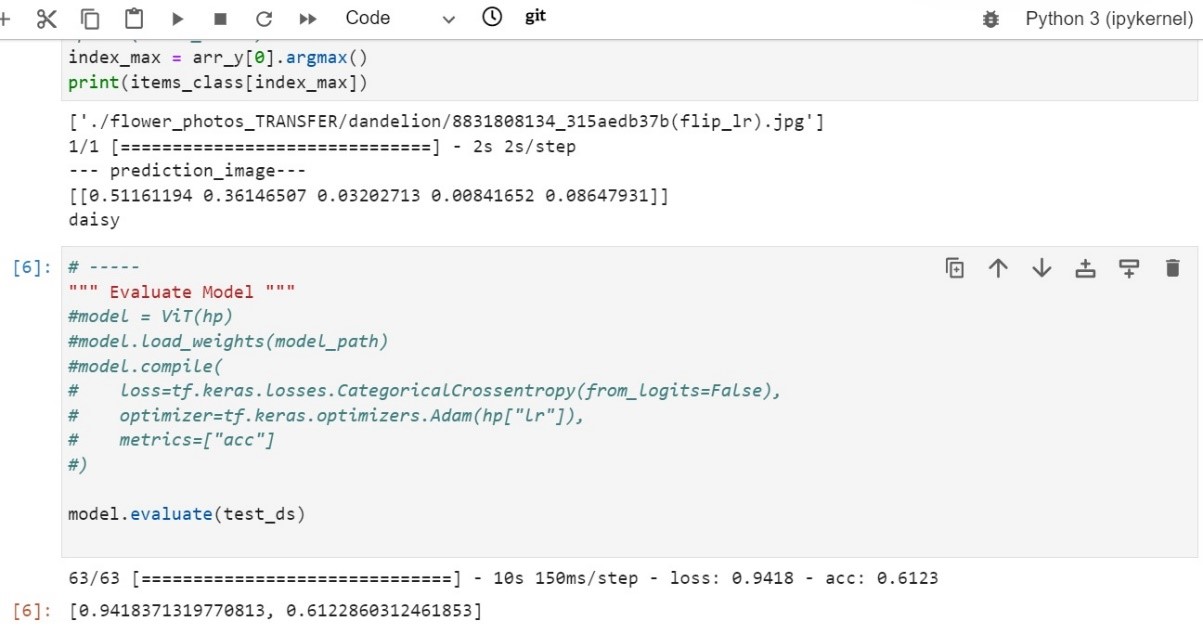 Code
git
Python 3 (ipykernel)
index_max = arr_y[0].argmax()
print(items_class[index_max])
['./flower_photos_TRANSFER/dandelion/8831808134_315aedb37b(flip_lr).jpg']
1/1 [==============================] - 2s 2s/step
--- prediction_image---
[[0.51161194 0.36146507 0.03202713 0.00841652 0.08647931]]
daisy
[6]: # -----
""" Evaluate Model """
#model = ViT(hp)
#model.load_weights(model_path)
#model.compile(
#    loss=tf.keras.losses.CategoricalCrossentropy(from_logits=False),
#    optimizer=tf.keras.optimizers.Adam(hp["lr"]),
#    metrics=["acc"]
#)
model.evaluate(test_ds)
63/63 [==============================] - 10s 150ms/step - loss: 0.9418 - acc: 0.6123
[6]: [0.9418371319770813, 0.6122860312461853]